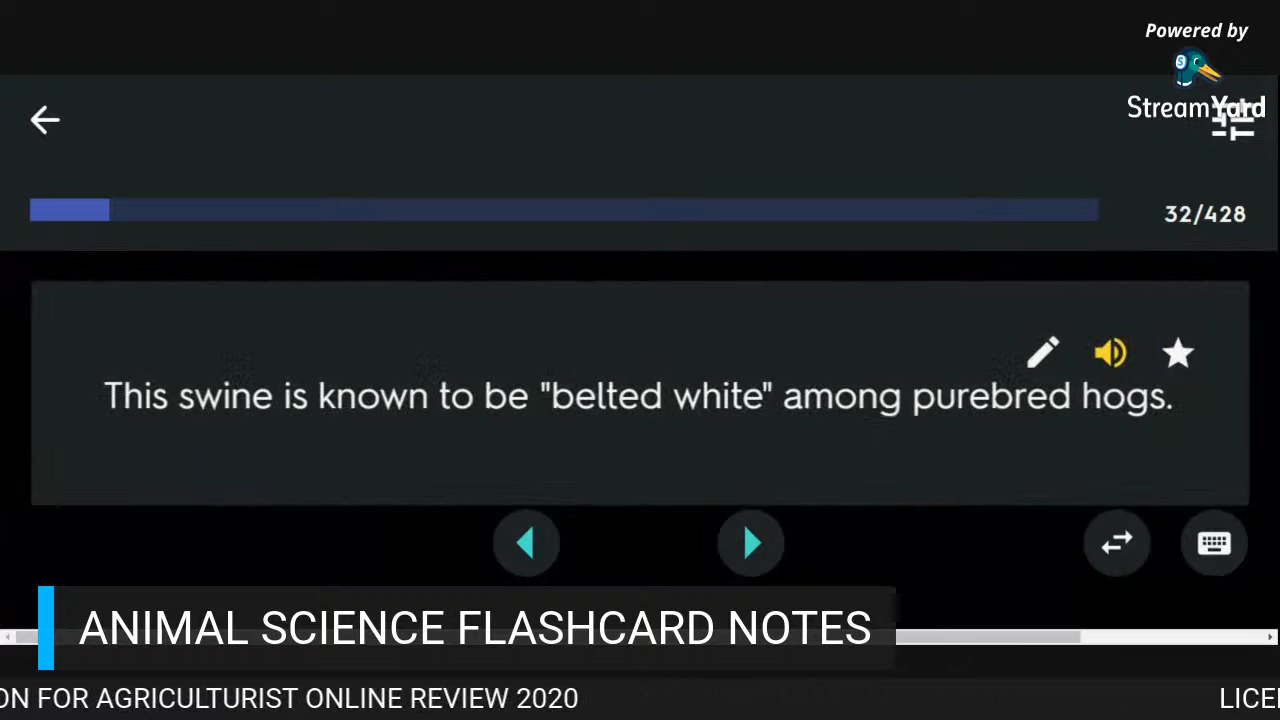 Powered by
StreamYard
32/428
This swine is known to be "belted white" among purebred hogs.
ANIMAL SCIENCE FLASHCARD NOTES
ON FOR AGRICULTURIST ONLINE REVIEW 2020
LICE